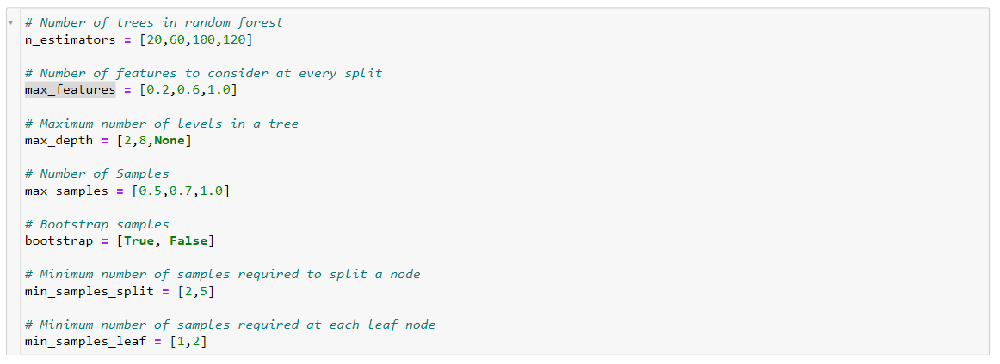 # Number of trees in random forest
n_estimators = [20,60,100,120]
# Number of features to consider at every split
max_features = [0.2,0.6,1.0]
# Maximum number of levels in a tree
max_depth = [2,8,None]
# Number of Samples
max_samples = [0.5,0.7,1.0]
# Bootstrap samples
bootstrap = [True, False]
# Minimum number of samples required to split a node
min_samples_split = [2,5]
# Minimum number of samples required at each leaf node
min_samples_leaf = [1,2]